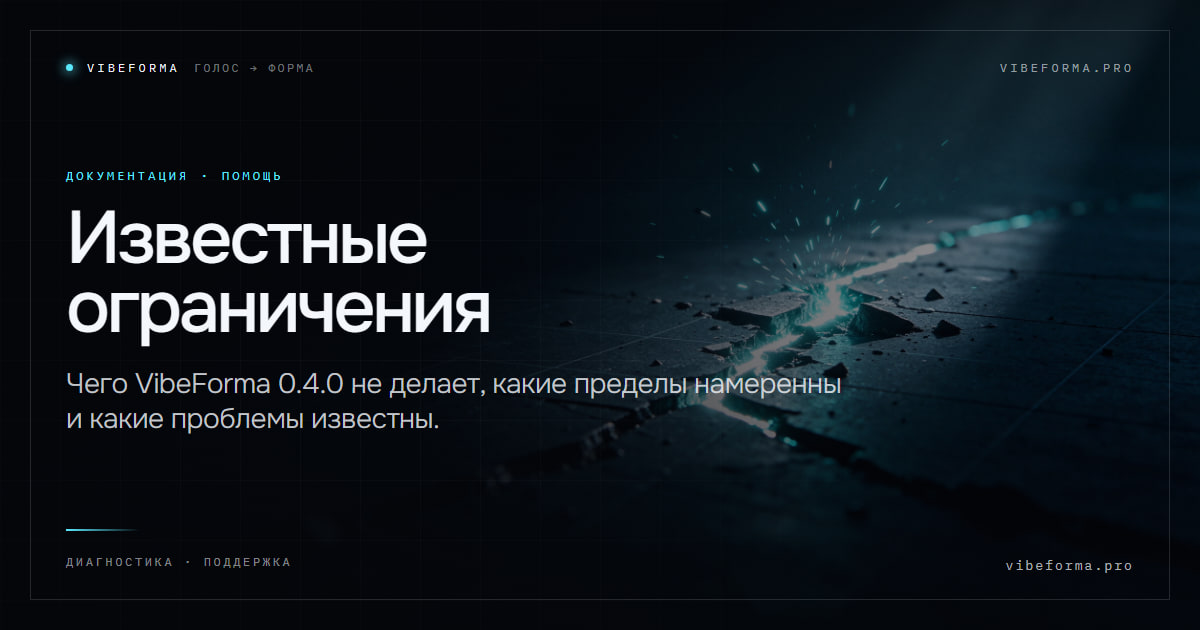 VIBEFORMA ГОЛОС → ФОРМА
VIBEFORMA.PRO
ДОКУМЕНТАЦИЯ · ПОМОЩЬ
Известные
ограничения
Чего VibeForma 0.4.0 не делает, какие пределы намеренны
и какие проблемы известны.
ДИАГНОСТИКА · ПОДДЕРЖКА
vibeforma.pro